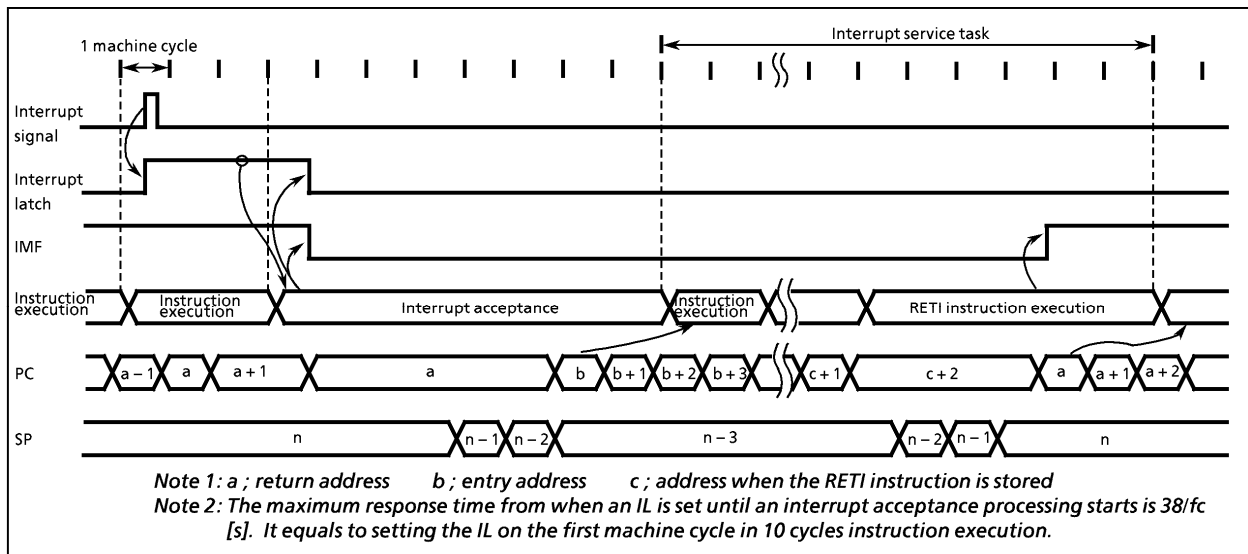 1 machine cycle
Interrupt service task
Interrupt
signal
Interrupt
latch
IMF
Instruction
execution
Instruction
execution
Interrupt acceptance
Instruction
execution
RETI instruction execution
PC
a – 1
a
a + 1
a
b
b + 1
b + 2
b + 3
c + 1
c + 2
a
a + 1
a + 2
SP
n
n – 1
n – 2
n – 3
n – 2
n – 1
n
Note 1: a ; return address b ; entry address c ; address when the RETI instruction is stored
Note 2: The maximum response time from when an IL is set until an interrupt acceptance processing starts is 38/fc
[s]. It equals to setting the IL on the first machine cycle in 10 cycles instruction execution.